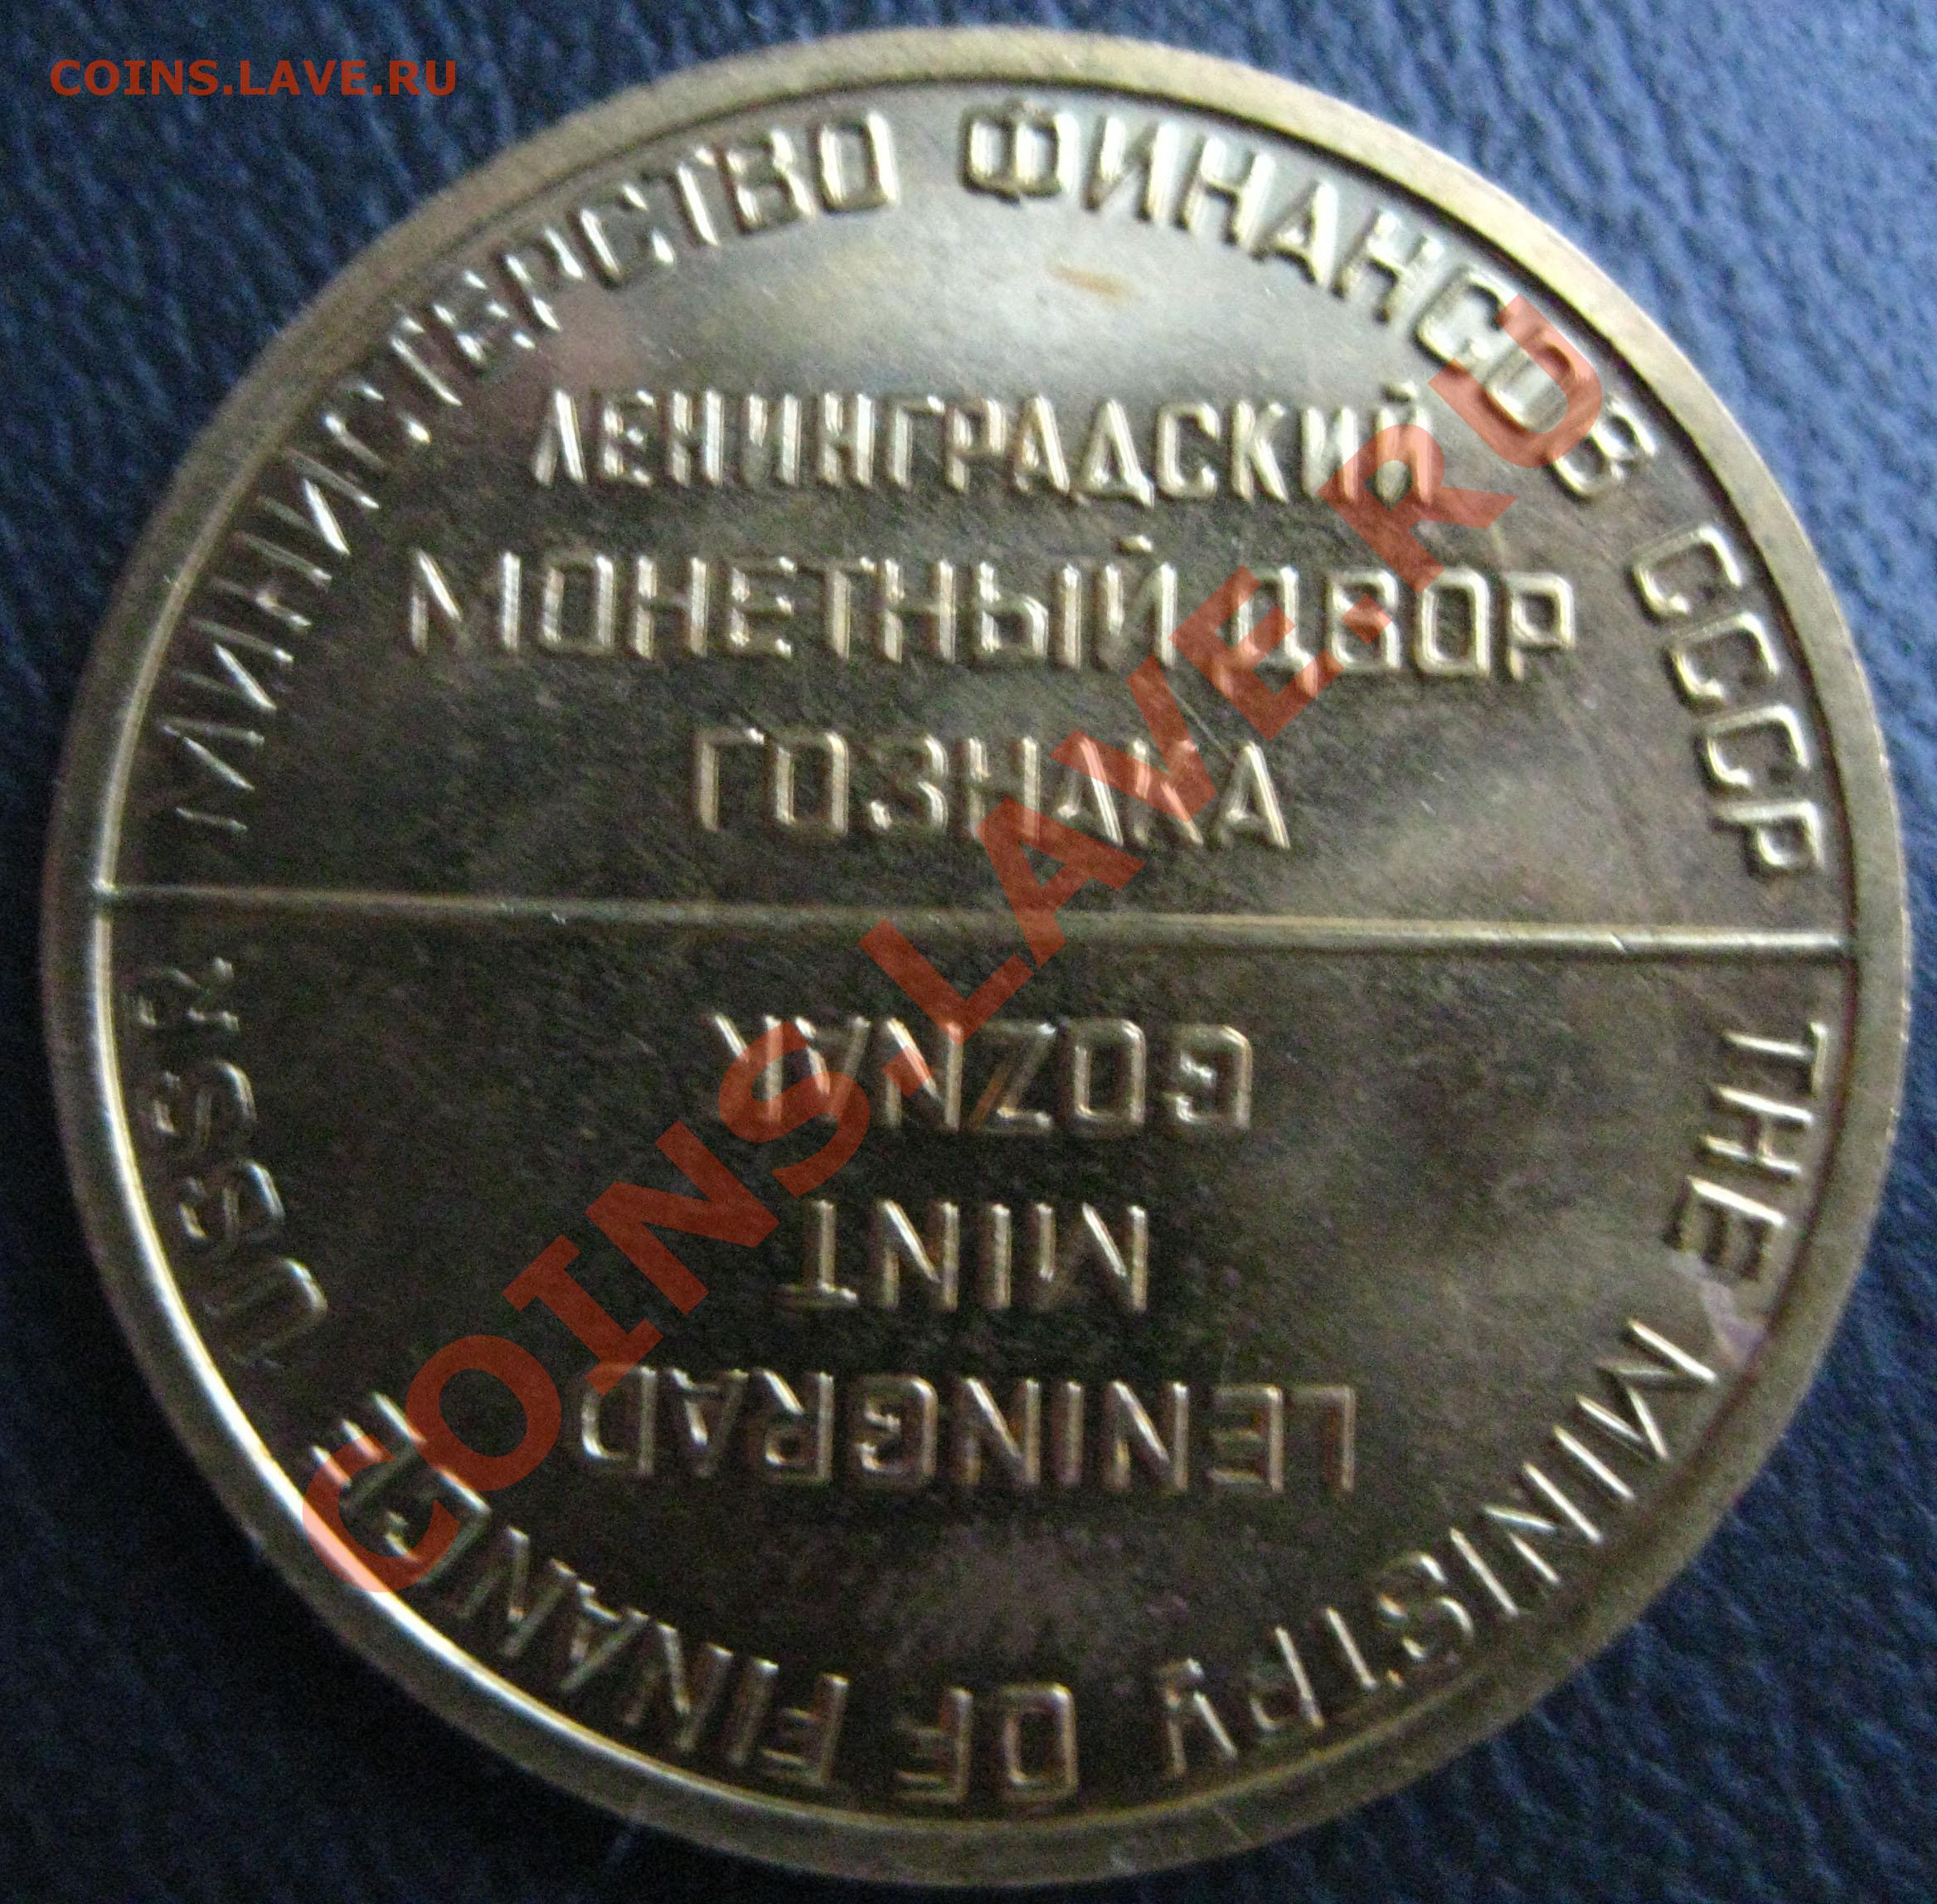 COINS.LAVE.RU
МИНИСТЕРСТВО ФИНАНСОВ СССР
ЛЕНИНГРАДСКИЙ
МОНЕТНЫЙ ДВОР
ГОЗНАКА
THE MINISTRY OF FINANCE USSR
LENINGRAD
MINT
GOZNAK
COINS.LAVE.RU